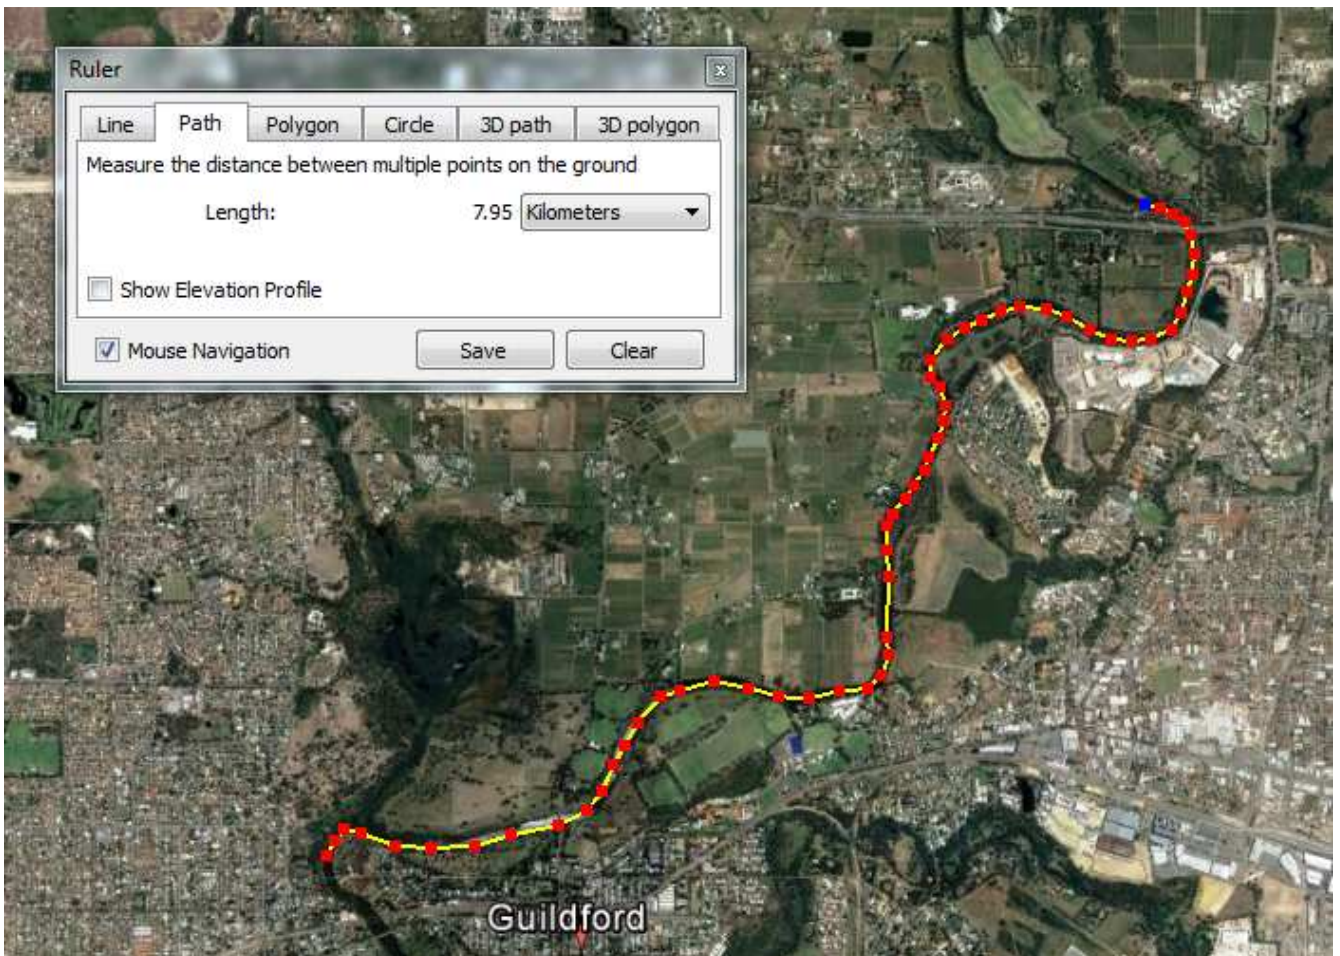 Ruler
Line Path Polygon Circle 3D path 3D polygon
Measure the distance between multiple points on the ground
Length: 7.95 Kilometers
Show Elevation Profile
Mouse Navigation Save Clear
Guildford